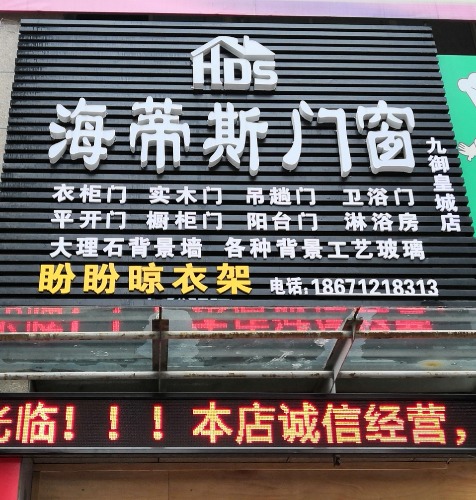 HDS
海蒂斯门窗
九御皇城店
衣柜门 实木门 吊趟门 卫浴门
平开门 橱柜门 阳台门 淋浴房
大理石背景墙 各种背景工艺玻璃
盼盼晾衣架 电话:18671218313
光临！！！本店诚信经营，